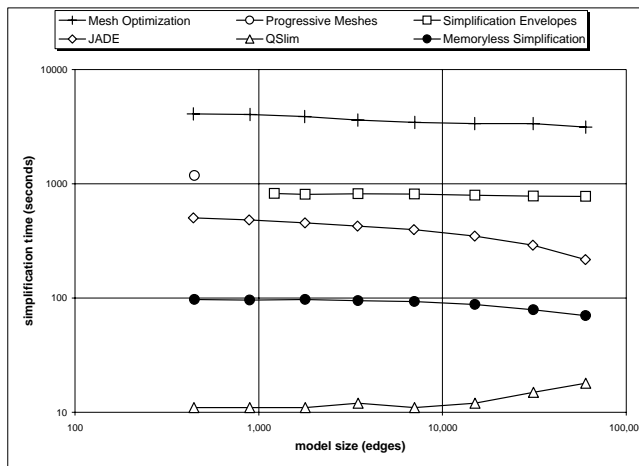 Mesh Optimization Progressive Meshes Simplification Envelopes
JADE QSlim Memoryless Simplification
10000
1000
100
10
simplification time (seconds)
100 1,000 10,000 100,00
model size (edges)